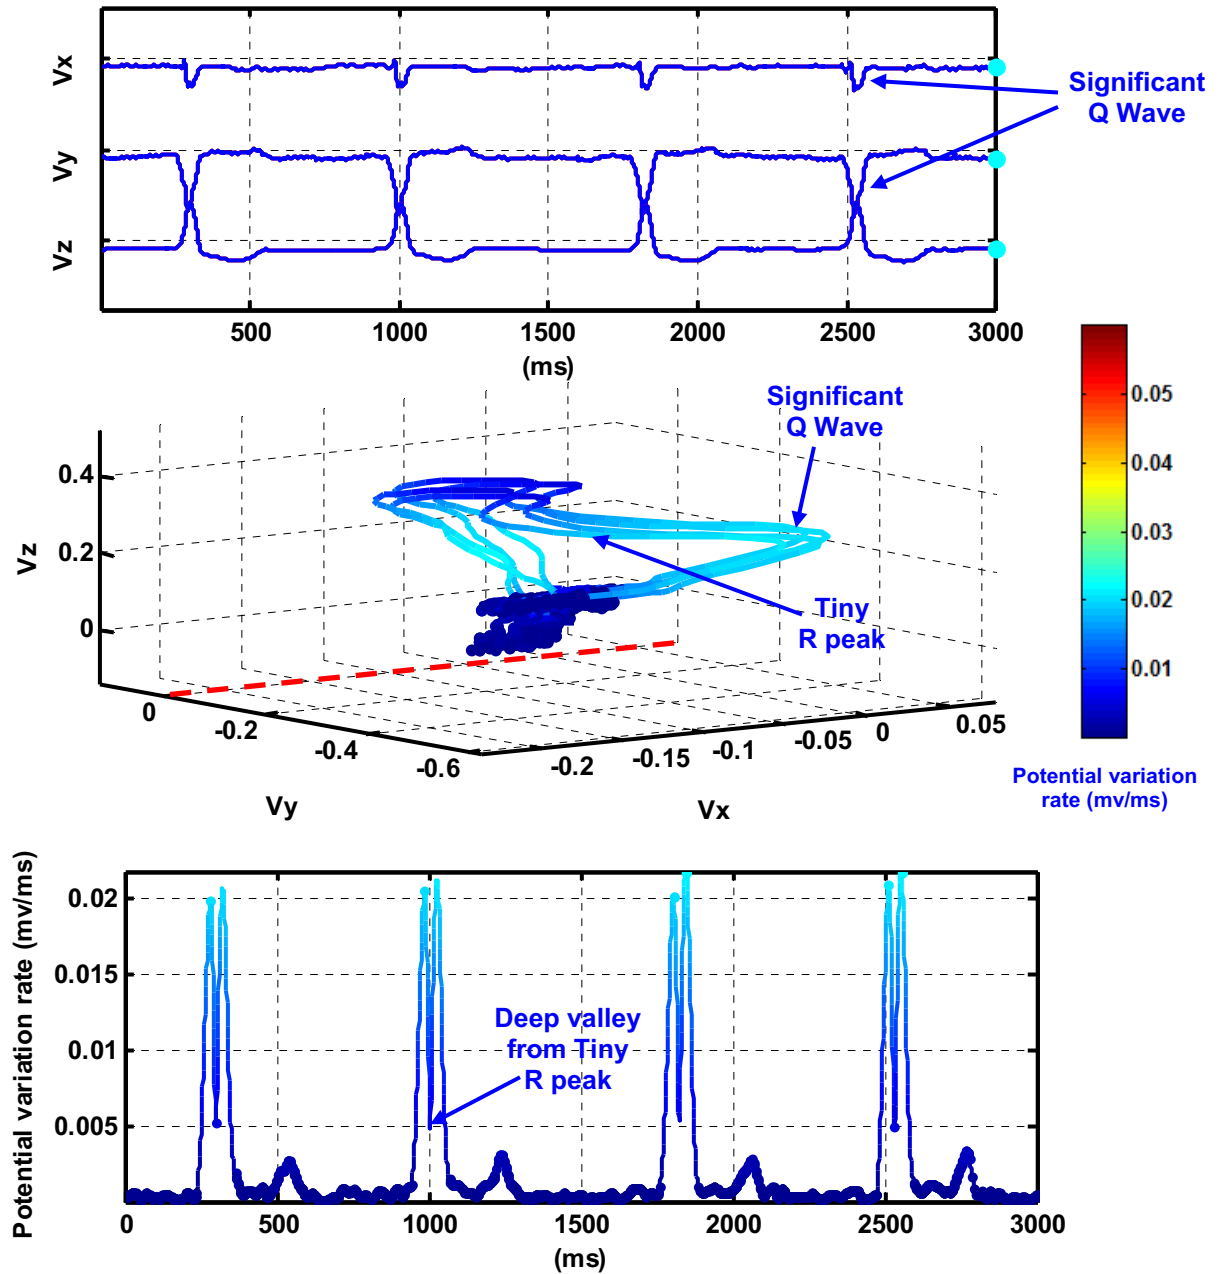 Vx
Vy
Vz
Significant
Q Wave
500
1000
1500
2000
2500
3000
(ms)
Significant
Q Wave
0.4
0.2
0
Vz
Tiny
R peak
0
-0.2
-0.4
-0.6
Vy
-0.2
-0.15
-0.1
-0.05
0
0.05
Vx
0.05
0.04
0.03
0.02
0.01
Potential variation
rate (mv/ms)
Potential variation rate (mv/ms)
0.02
0.015
0.01
0.005
Deep valley
from Tiny
R peak
0
500
1000
1500
2000
2500
3000
(ms)